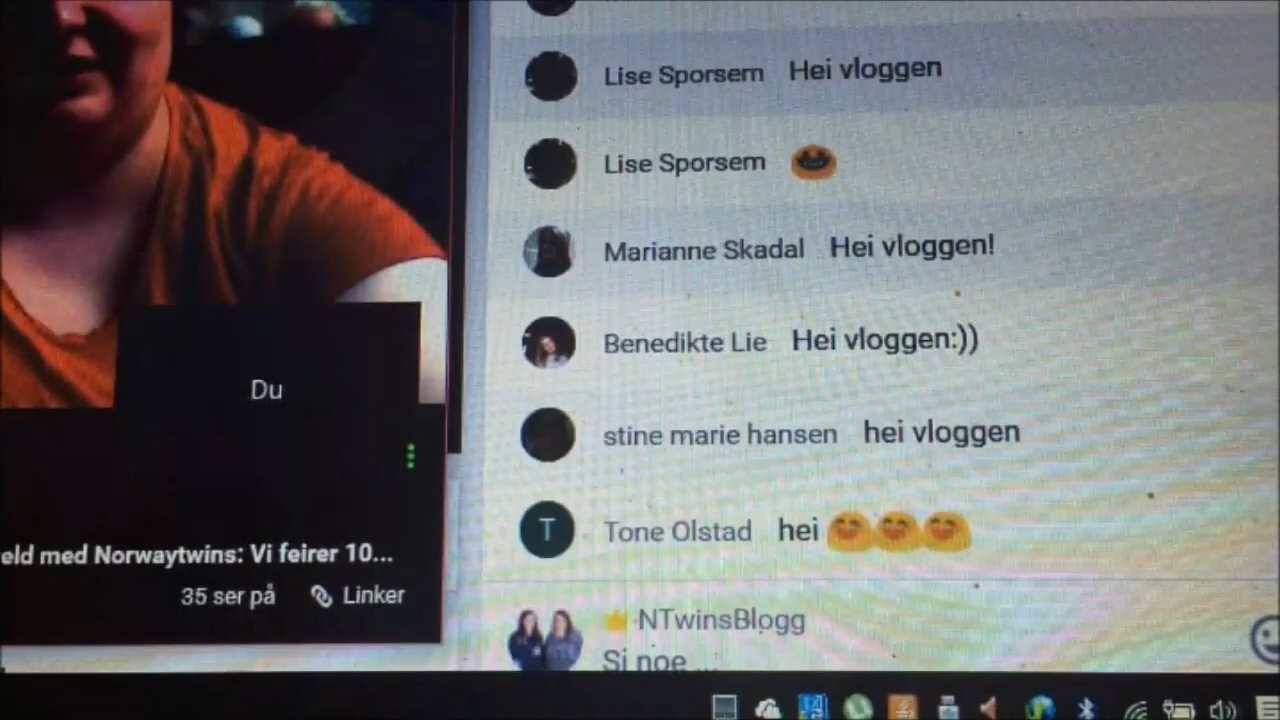 Lise Sporsem Hei vloggen
Lise Sporsem
Marianne Skadal Hei vloggen!
Benedikte Lie Hei vloggen:))
stine marie hansen hei vloggen
T Tone Olstad hei
NTwinsBlogg
Si noe ...
Du
eld med Norwaytwins: Vi feirer 10...
35 ser på Linker